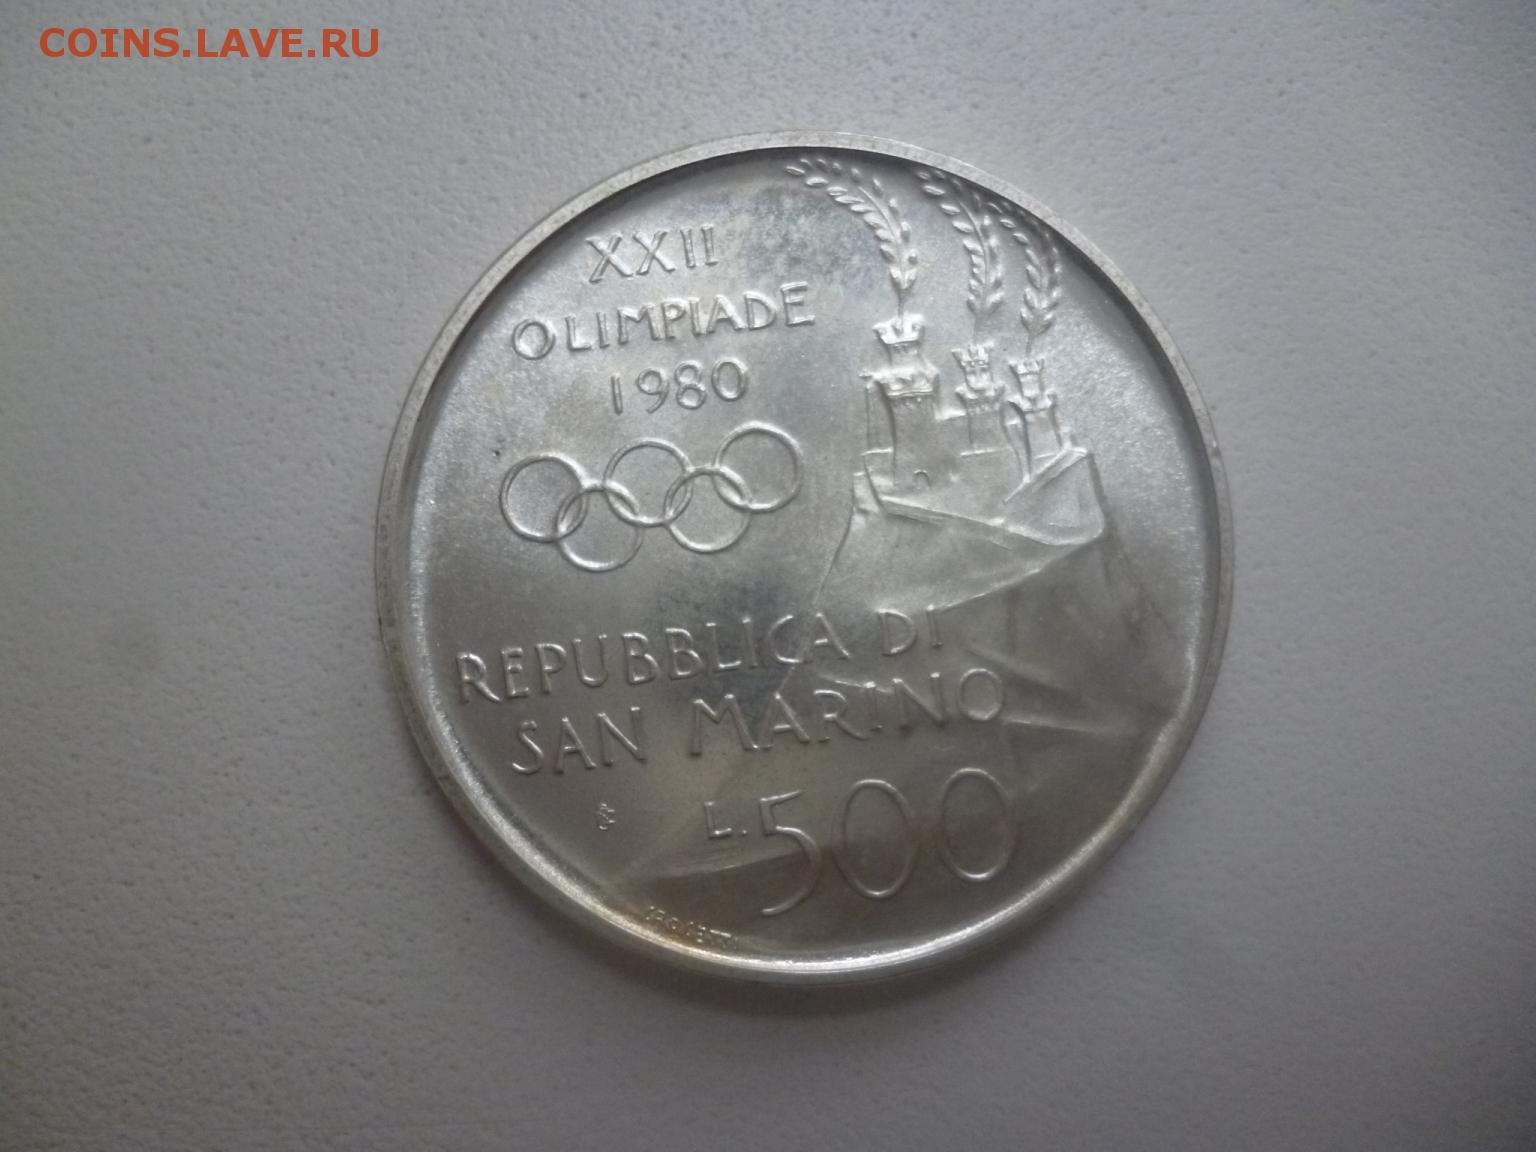 COINS.LAVE.RU
XXII
OLIMPIADE
1980
REPUBBLICA DI
SAN MARINO
L.500